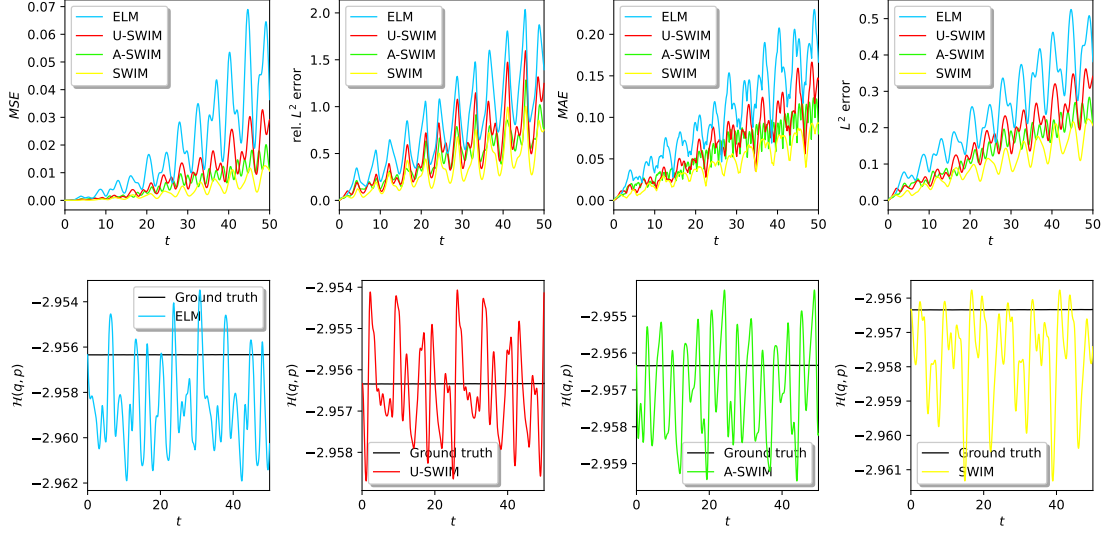 MSE
0.07
0.06
0.05
0.04
0.03
0.02
0.01
0.00
ELM
U-SWIM
A-SWIM
SWIM
0 10 20 30 40 50
t
rel. L² error
2.0
1.5
1.0
0.5
0.0
ELM
U-SWIM
A-SWIM
SWIM
0 10 20 30 40 50
t
MAE
0.20
0.15
0.10
0.05
0.00
ELM
U-SWIM
A-SWIM
SWIM
0 10 20 30 40 50
t
L² error
0.5
0.4
0.3
0.2
0.1
0.0
ELM
U-SWIM
A-SWIM
SWIM
0 10 20 30 40 50
t
ℋ(q, p)
−2.954
−2.956
−2.958
−2.960
−2.962
Ground truth
ELM
0 20 40
t
ℋ(q, p)
−2.954
−2.955
−2.956
−2.957
−2.958
Ground truth
U-SWIM
0 20 40
t
ℋ(q, p)
−2.955
−2.956
−2.957
−2.958
−2.959
Ground truth
A-SWIM
0 20 40
t
ℋ(q, p)
−2.956
−2.957
−2.958
−2.959
−2.960
−2.961
Ground truth
SWIM
0 20 40
t